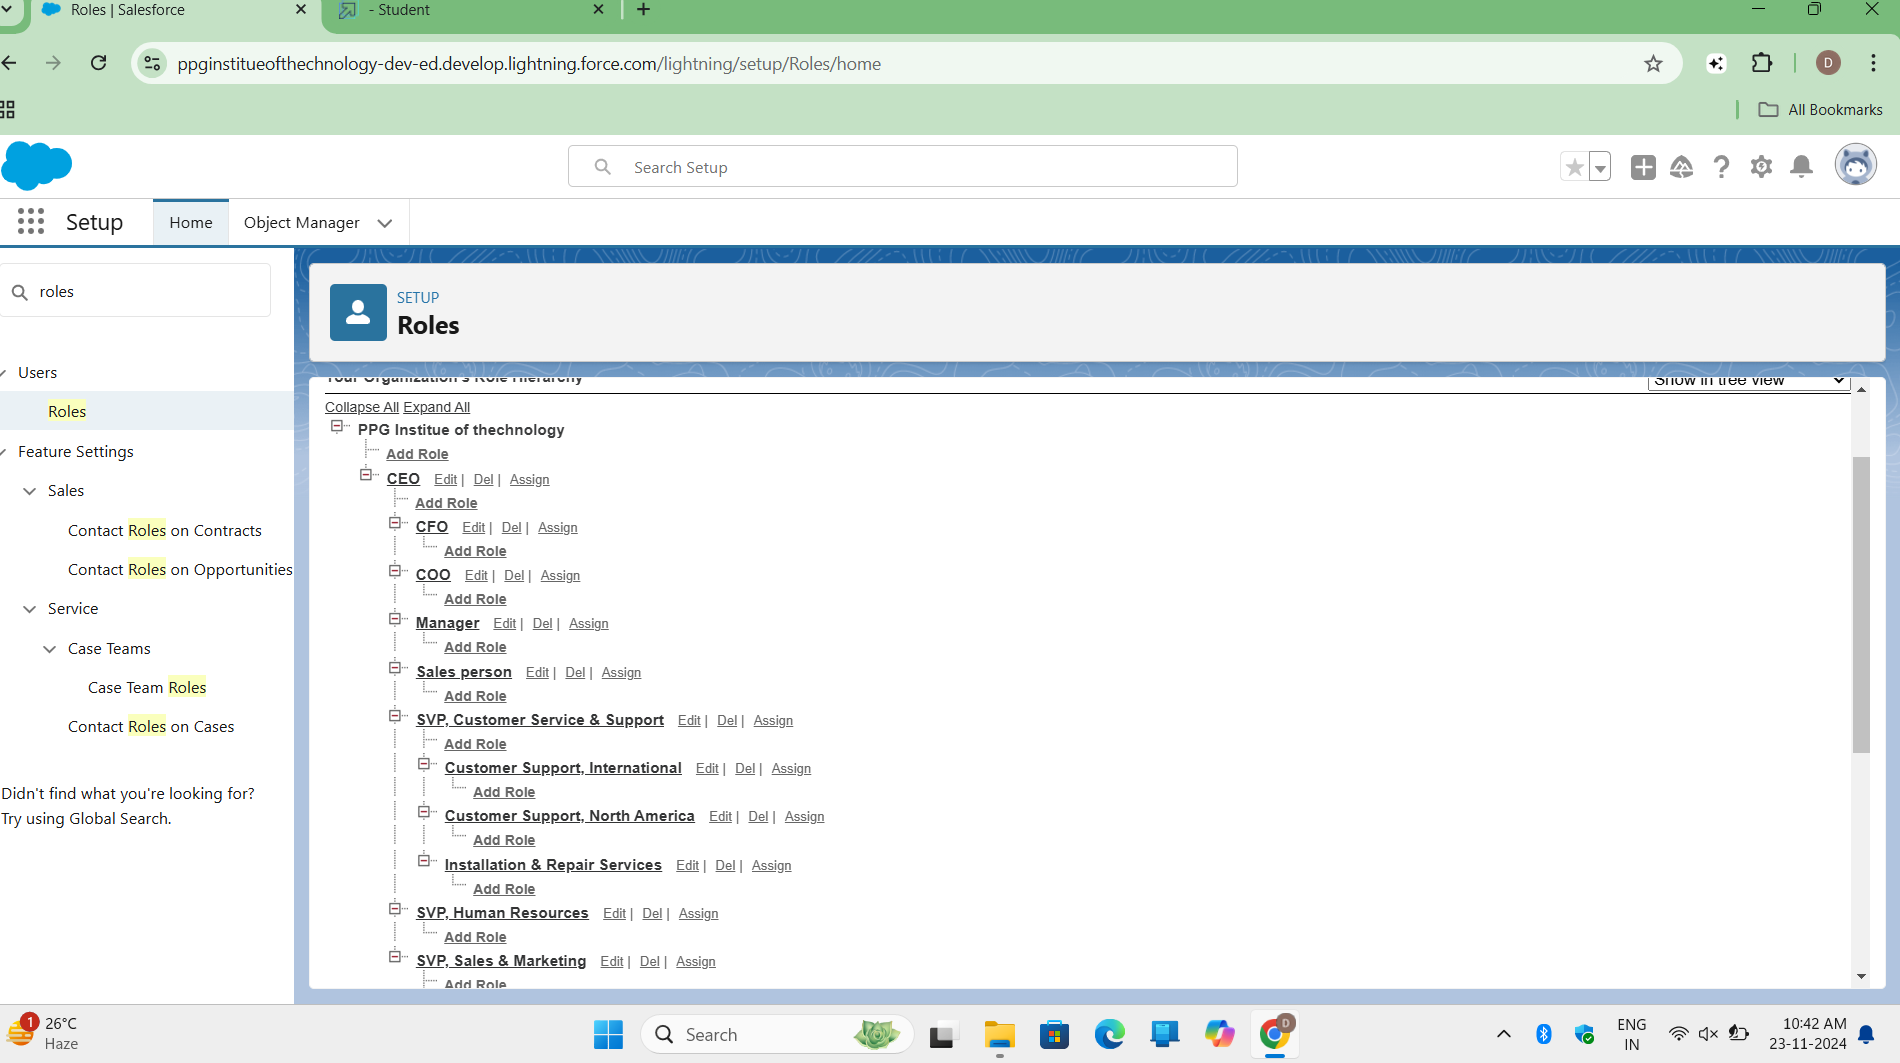 Roles | Salesforce
- Student
ppginstitueofthechnology-dev-ed.develop.lightning.force.com/lightning/setup/Roles/home
D
All Bookmarks
Search Setup
Setup
Home
Object Manager
roles
SETUP
Roles
Users
Roles
Feature Settings
Sales
Contact Roles on Contracts
Contact Roles on Opportunities
Service
Case Teams
Case Team Roles
Contact Roles on Cases
Didn't find what you're looking for?
Try using Global Search.
Your Organization's Role Hierarchy
Show in tree view
Collapse All Expand All
PPG Institue of thechnology
Add Role
CEO Edit | Del | Assign
Add Role
CFO Edit | Del | Assign
Add Role
COO Edit | Del | Assign
Add Role
Manager Edit | Del | Assign
Add Role
Sales person Edit | Del | Assign
Add Role
SVP, Customer Service & Support Edit | Del | Assign
Add Role
Customer Support, International Edit | Del | Assign
Add Role
Customer Support, North America Edit | Del | Assign
Add Role
Installation & Repair Services Edit | Del | Assign
Add Role
SVP, Human Resources Edit | Del | Assign
Add Role
SVP, Sales & Marketing Edit | Del | Assign
Add Role
1
26°C
Haze
Search
D
ENG
IN
10:42 AM
23-11-2024